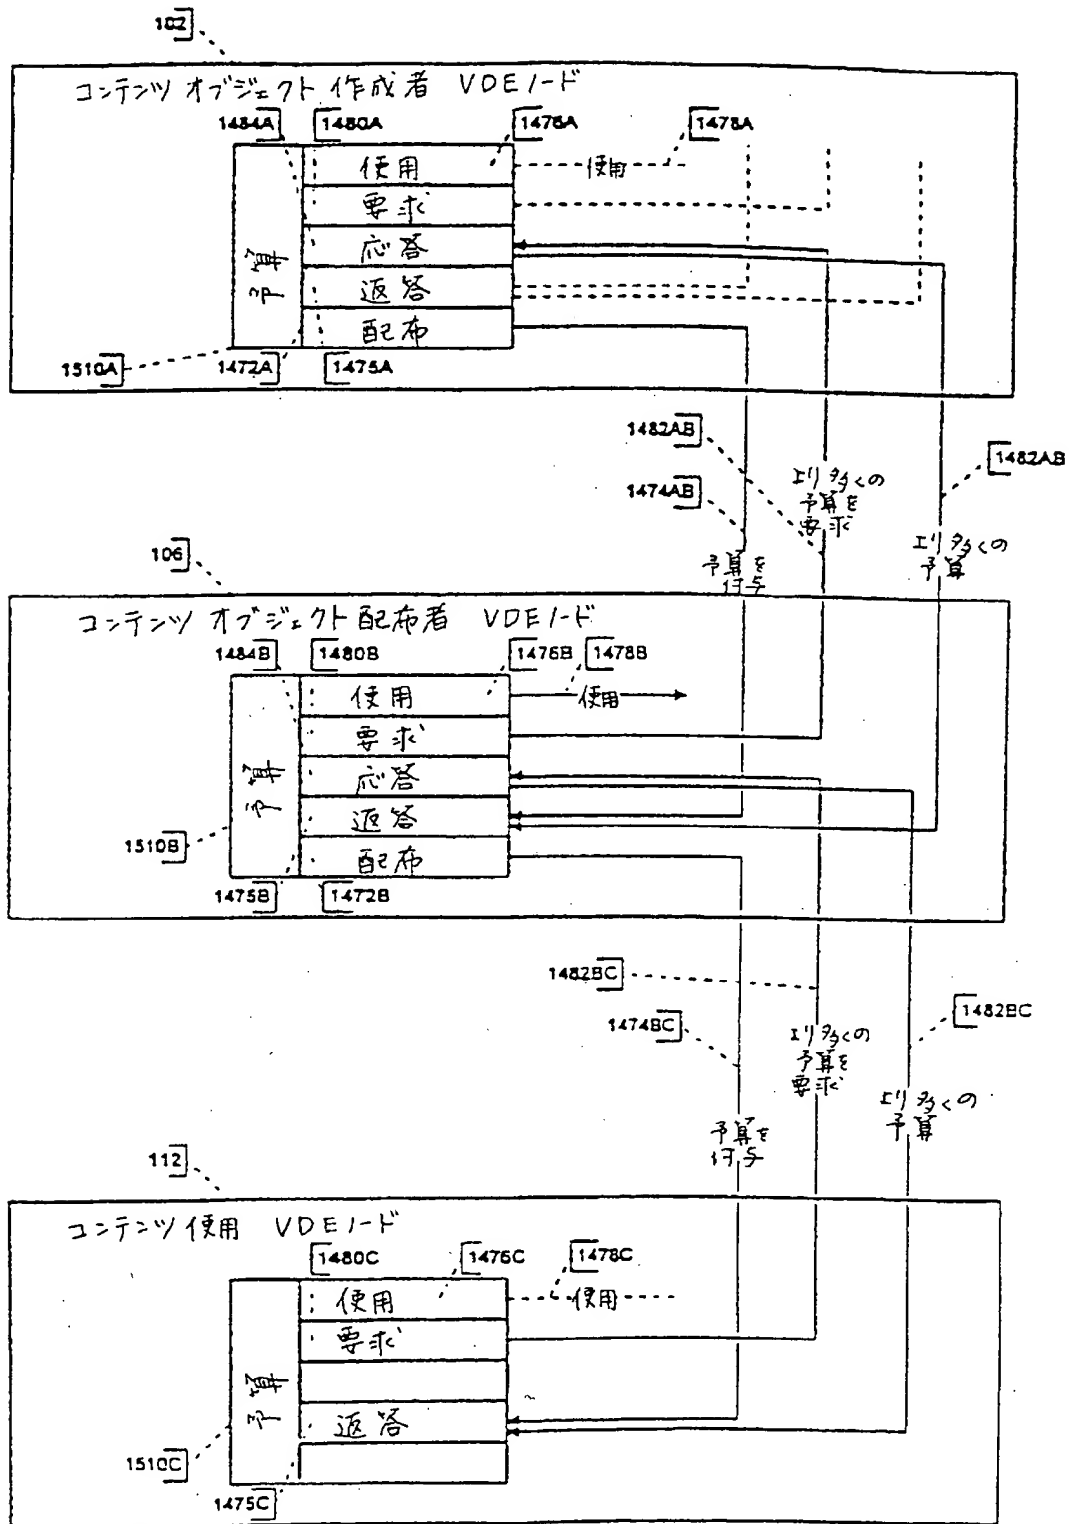 102
コンテンツ オブジェクト 作成者 VDEノード
1484A
1480A
1476A
1478A
使用
使用
要求
応答
返答
配布
予算
1510A
1472A
1475A
1482AB
1474AB
より多くの
予算を
要求
1482AB
より多くの
予算
予算を
付与
106
コンテンツ オブジェクト 配布者 VDEノード
1484B
1480B
1476B
1478B
使用
使用
要求
応答
返答
配布
予算
1510B
1475B
1472B
1482BC
1474BC
より多くの
予算を
要求
1482BC
より多くの
予算
予算を
付与
112
コンテンツ 使用 VDEノード
1480C
1476C
1478C
使用
使用
要求
返答
予算
1510C
1475C